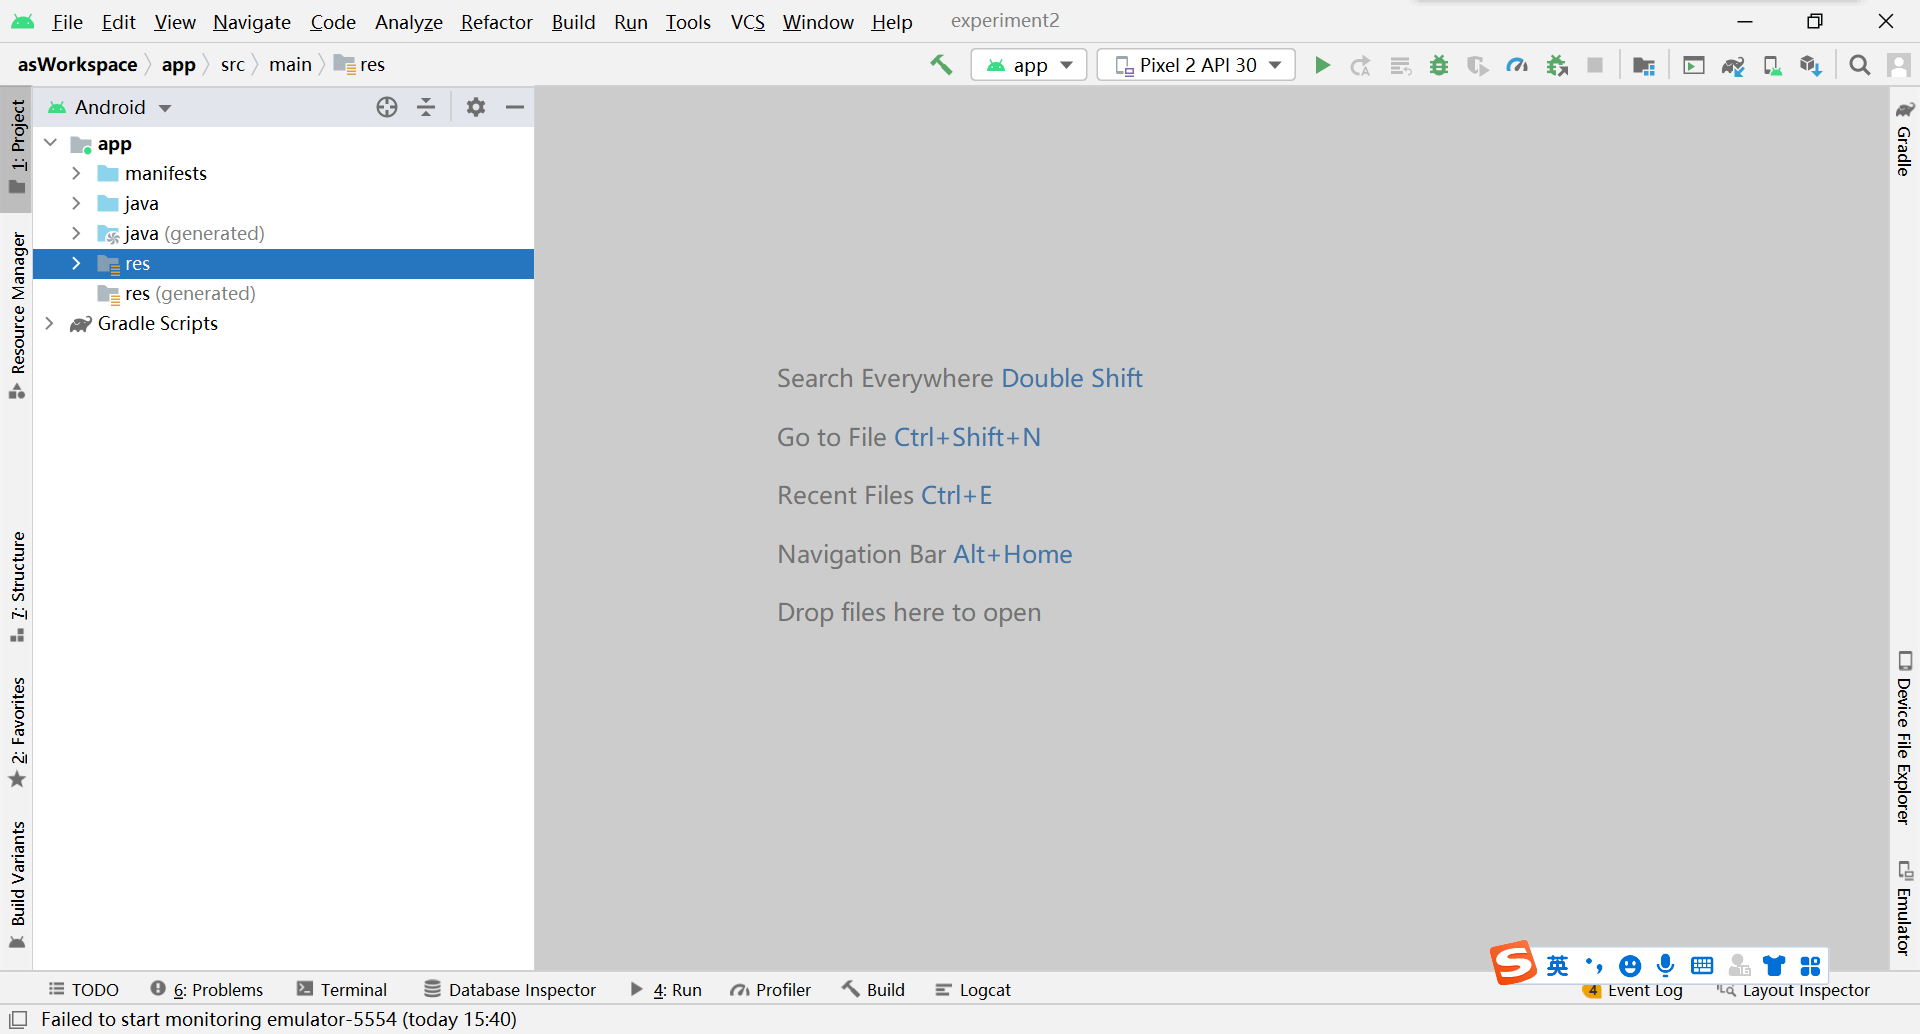 File Edit View Navigate Code Analyze Refactor Build Run Tools VCS Window Help experiment2
asWorkspace app src main res
app Pixel 2 API 30
Android
app
manifests
java
java (generated)
res
res (generated)
Gradle Scripts
1: Project
Resource Manager
7: Structure
2: Favorites
Build Variants
Search Everywhere Double Shift
Go to File Ctrl+Shift+N
Recent Files Ctrl+E
Navigation Bar Alt+Home
Drop files here to open
Gradle
Device File Explorer
Emulator
S 英
TODO 6: Problems Terminal Database Inspector 4: Run Profiler Build Logcat 4 Event Log Layout Inspector
Failed to start monitoring emulator-5554 (today 15:40)